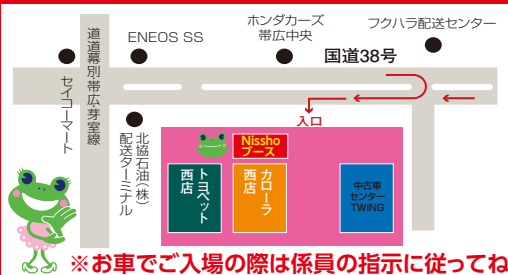 ホンダカーズ
帯広中央
フクハラ配送センター
ENEOS SS
国道38号
道道幕別帯広芽室線
セイコーマート
北協石油(株)
配送ターミナル
入口
Nissho
ブース
トヨペット
西店
カローラ
西店
中古車
センター
TWING
※お車でご入場の際は係員の指示に従ってね